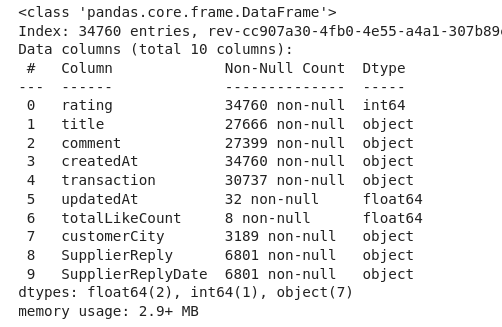 <class 'pandas.core.frame.DataFrame'>
Index: 34760 entries, rev-cc907a30-4fb0-4e55-a4a1-307b89
Data columns (total 10 columns):
 #   Column             Non-Null Count  Dtype
---  ------             --------------  -----
 0   rating             34760 non-null  int64
 1   title              27666 non-null  object
 2   comment            27399 non-null  object
 3   createdAt          34760 non-null  object
 4   transaction        30737 non-null  object
 5   updatedAt          32 non-null     float64
 6   totalLikeCount     8 non-null      float64
 7   customerCity       3189 non-null   object
 8   SupplierReply      6801 non-null   object
 9   SupplierReplyDate  6801 non-null   object
dtypes: float64(2), int64(1), object(7)
memory usage: 2.9+ MB